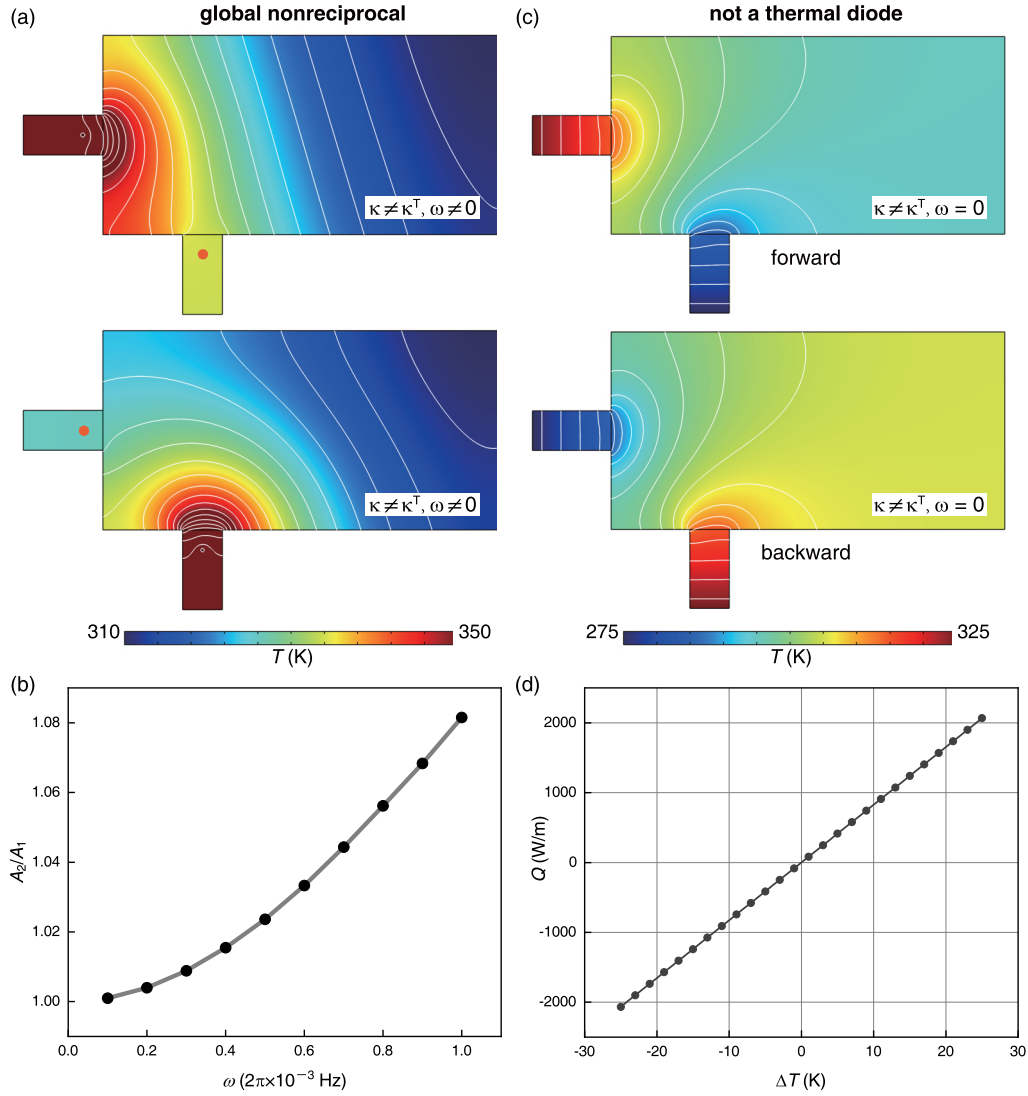 (a) global nonreciprocal
κ ≠ κᵀ, ω ≠ 0
κ ≠ κᵀ, ω ≠ 0
310 350
T (K)
(c) not a thermal diode
κ ≠ κᵀ, ω = 0
forward
κ ≠ κᵀ, ω = 0
backward
275 325
T (K)
(b)
A₂/A₁
1.08
1.06
1.04
1.02
1.00
0.0 0.2 0.4 0.6 0.8 1.0
ω (2π×10⁻³ Hz)
(d)
Q (W/m)
2000
1000
0
-1000
-2000
-30 -20 -10 0 10 20 30
ΔT (K)